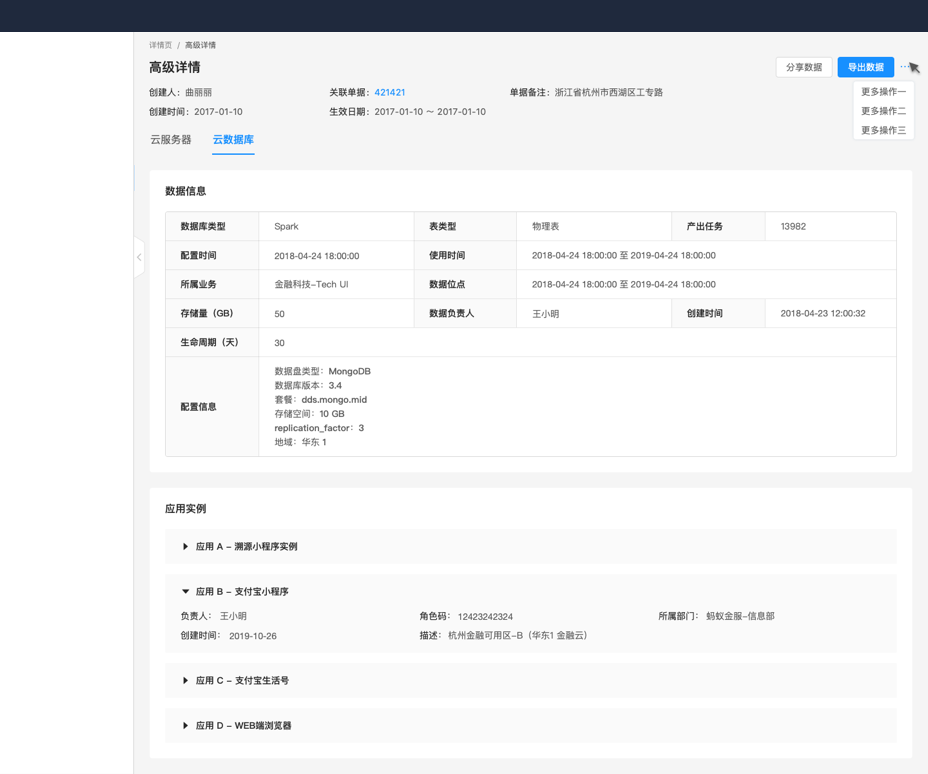 详情页 / 高级详情
高级详情
分享数据 导出数据 ···
创建人：曲丽丽 关联单据：421421 单据备注：浙江省杭州市西湖区工专路
创建时间：2017-01-10 生效日期：2017-01-10 ～ 2017-01-10
更多操作一
更多操作二
更多操作三
云服务器 云数据库
数据信息
数据库类型 Spark 表类型 物理表 产出任务 13982
配置时间 2018-04-24 18:00:00 使用时间 2018-04-24 18:00:00 至 2019-04-24 18:00:00
所属业务 金融科技-Tech UI 数据位点 2018-04-24 18:00:00 至 2019-04-24 18:00:00
存储量（GB） 50 数据负责人 王小明 创建时间 2018-04-23 12:00:32
生命周期（天） 30
配置信息
数据盘类型：MongoDB
数据库版本：3.4
套餐：dds.mongo.mid
存储空间：10 GB
replication_factor：3
地域：华东 1
应用实例
应用 A - 溯源小程序实例
应用 B - 支付宝小程序
负责人： 王小明 角色码： 12423242324 所属部门： 蚂蚁金服-信息部
创建时间： 2019-10-26 描述： 杭州金融可用区-B（华东1 金融云）
应用 C - 支付宝生活号
应用 D - WEB端浏览器